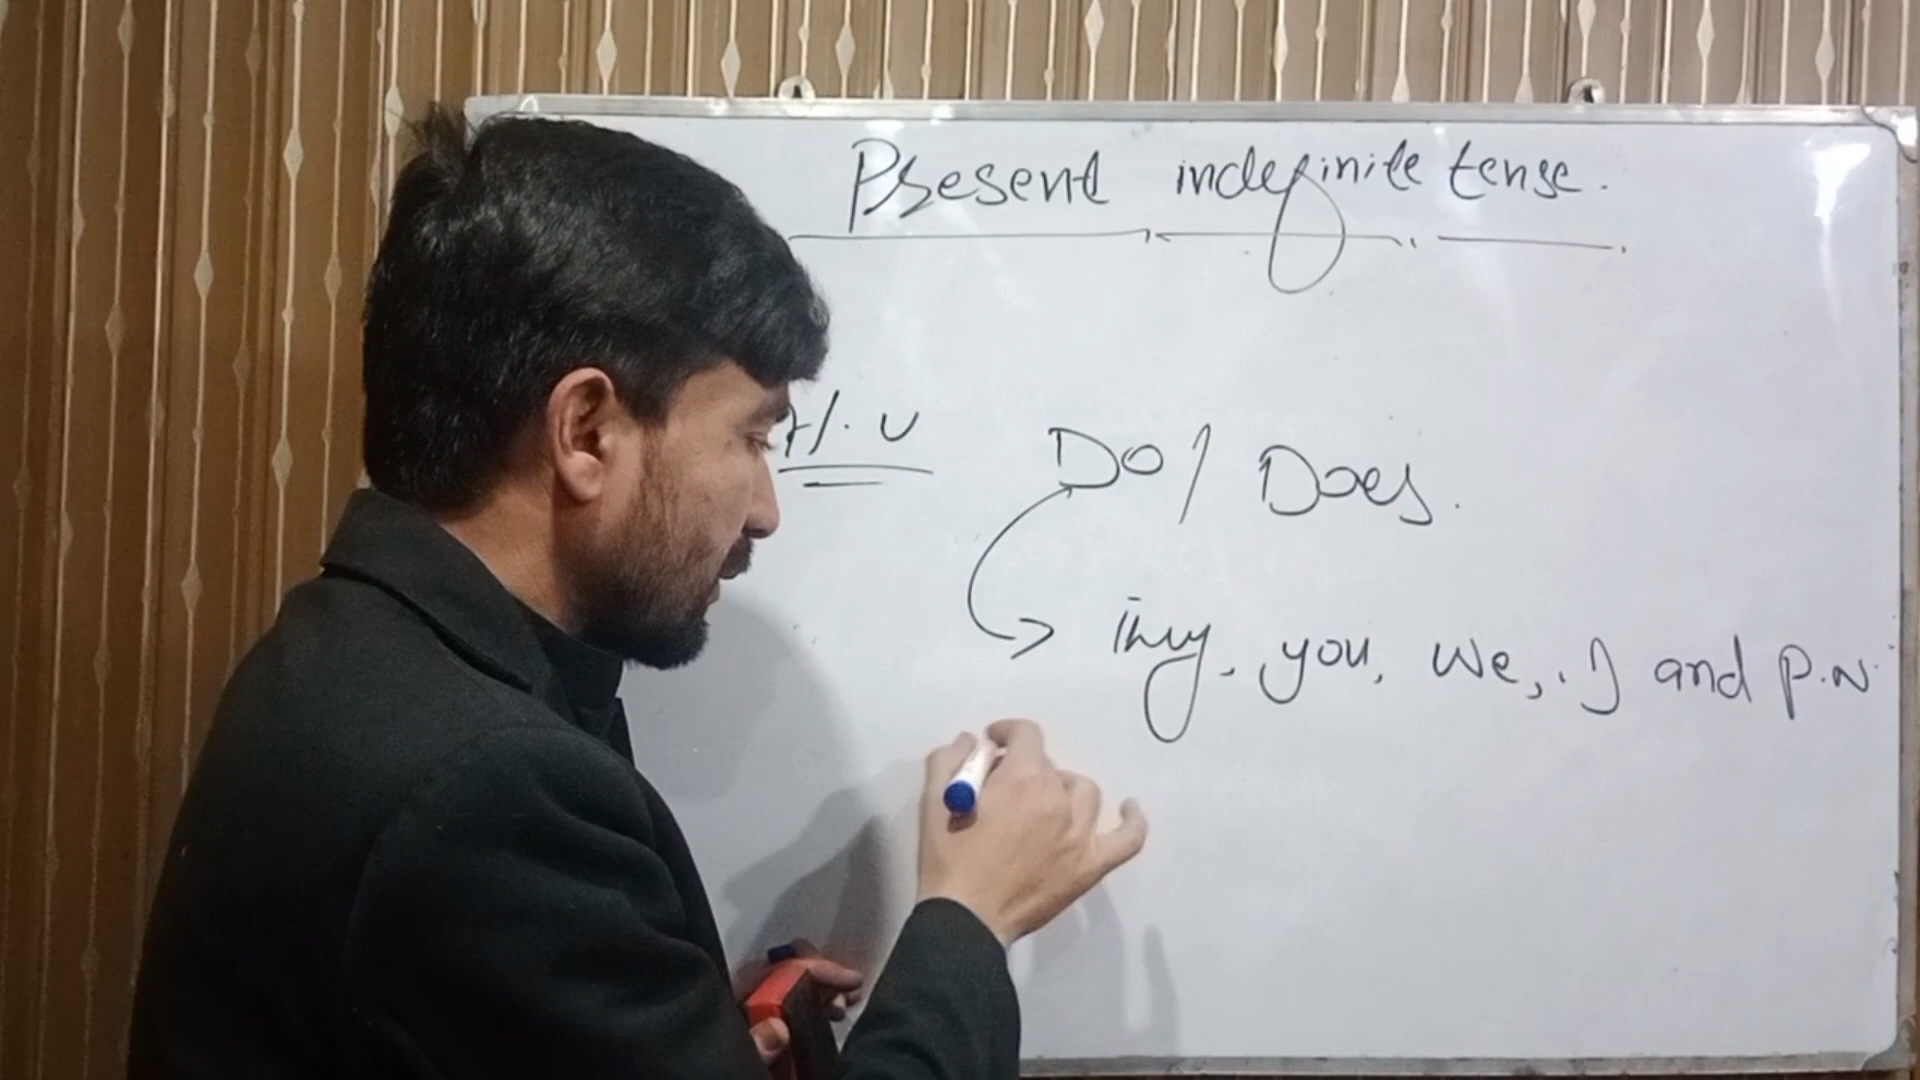 Present indefinite tense.
H/. V Do / Does.
they, you, we, I and P.N.